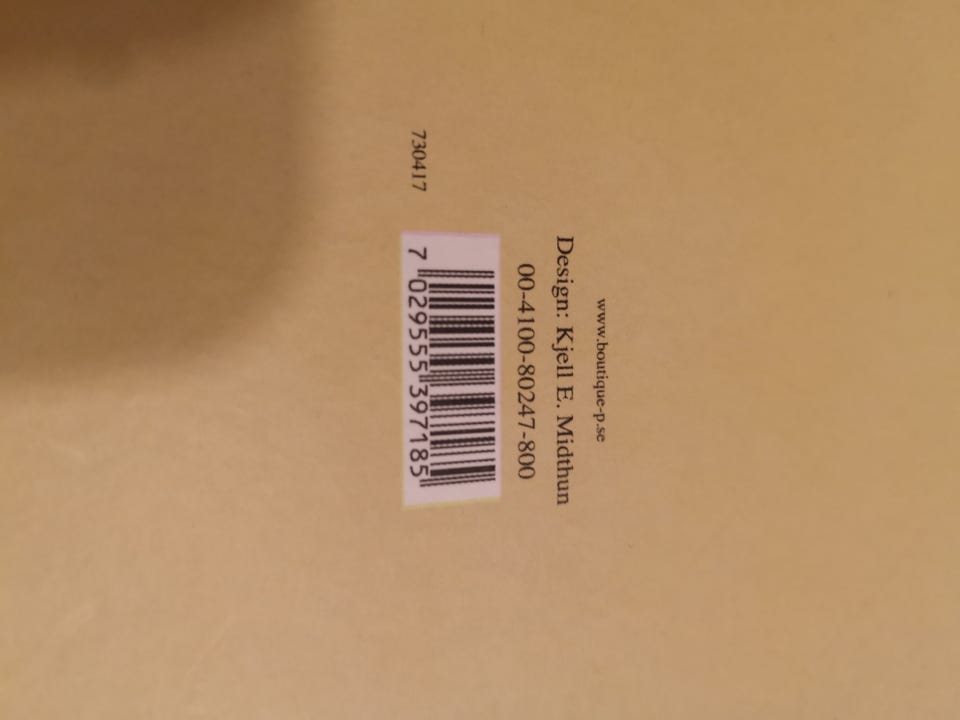 www.boutique-p.se
Design: Kjell E. Midthun
00-4100-80247-800
7 029555 397185
730417